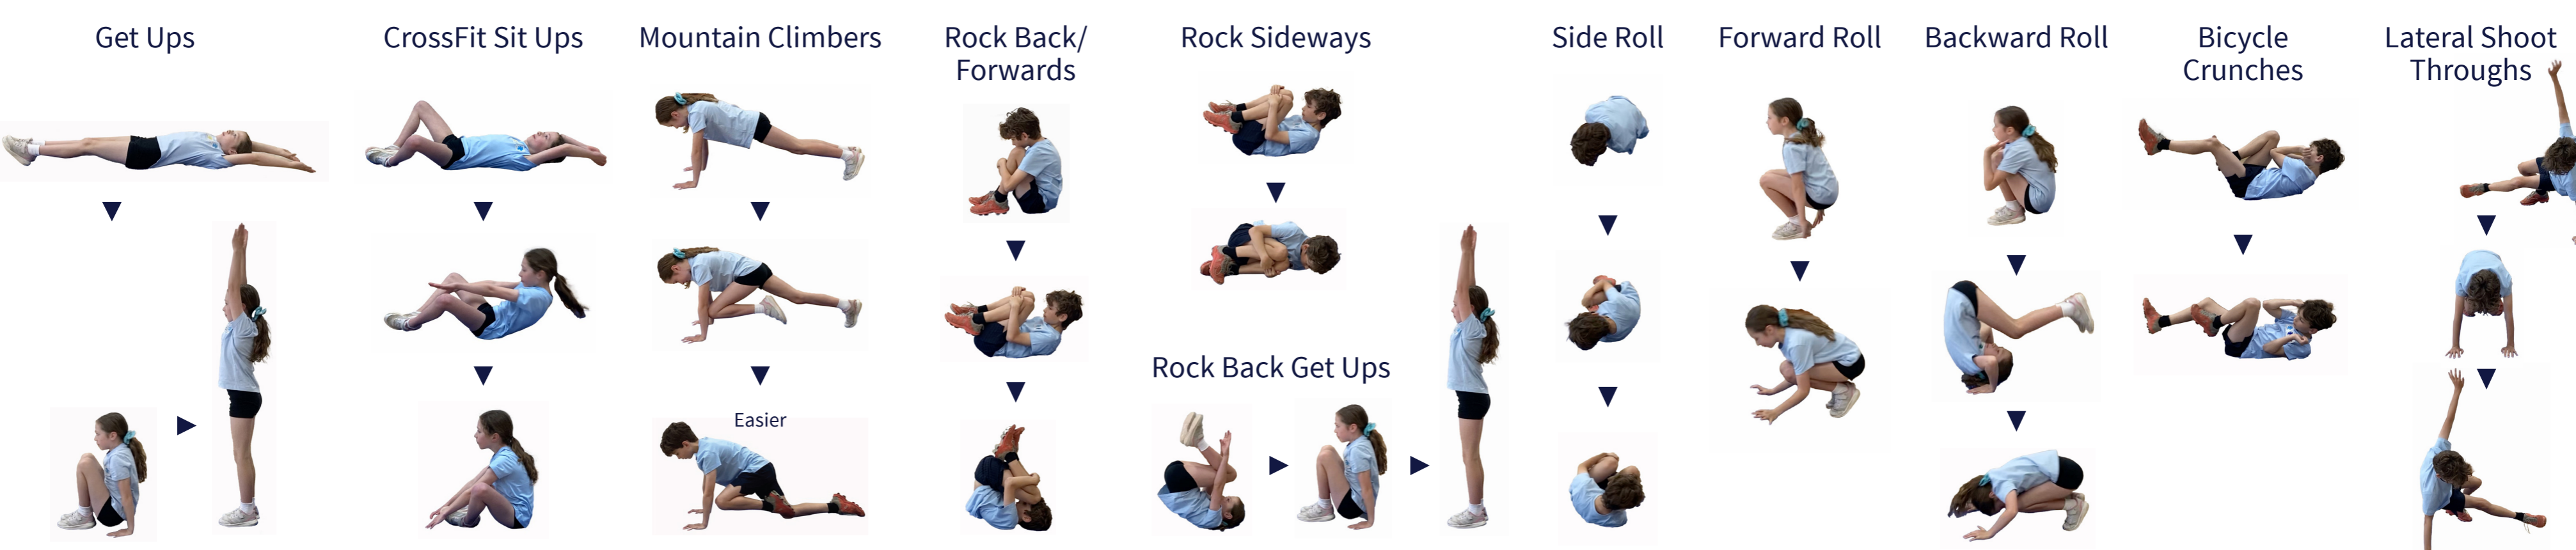 Get Ups
CrossFit Sit Ups
Mountain Climbers
Easier
Rock Back/
Forwards
Rock Sideways
Rock Back Get Ups
Side Roll
Forward Roll
Backward Roll
Bicycle
Crunches
Lateral Shoot
Throughs